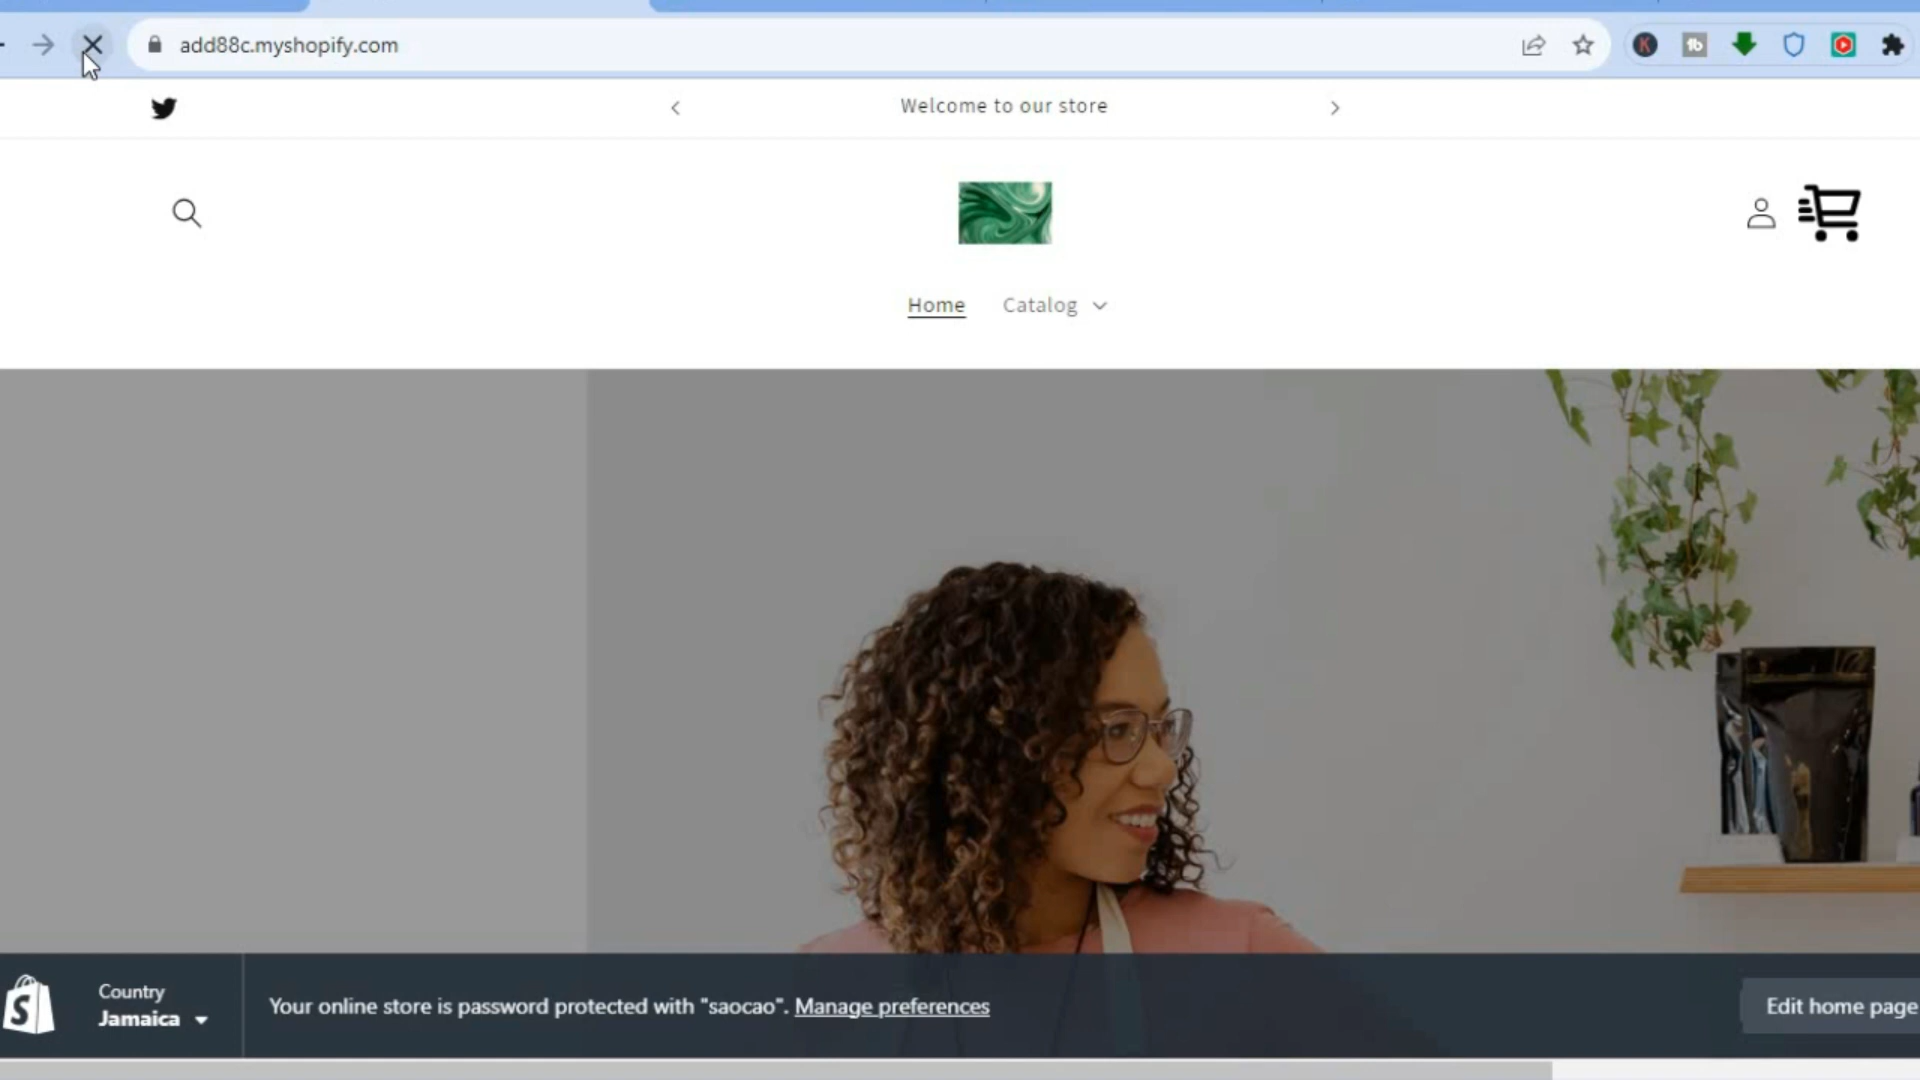 add88c.myshopify.com
Welcome to our store
Home Catalog
Country
Jamaica
Your online store is password protected with "saocao". Manage preferences
Edit home page